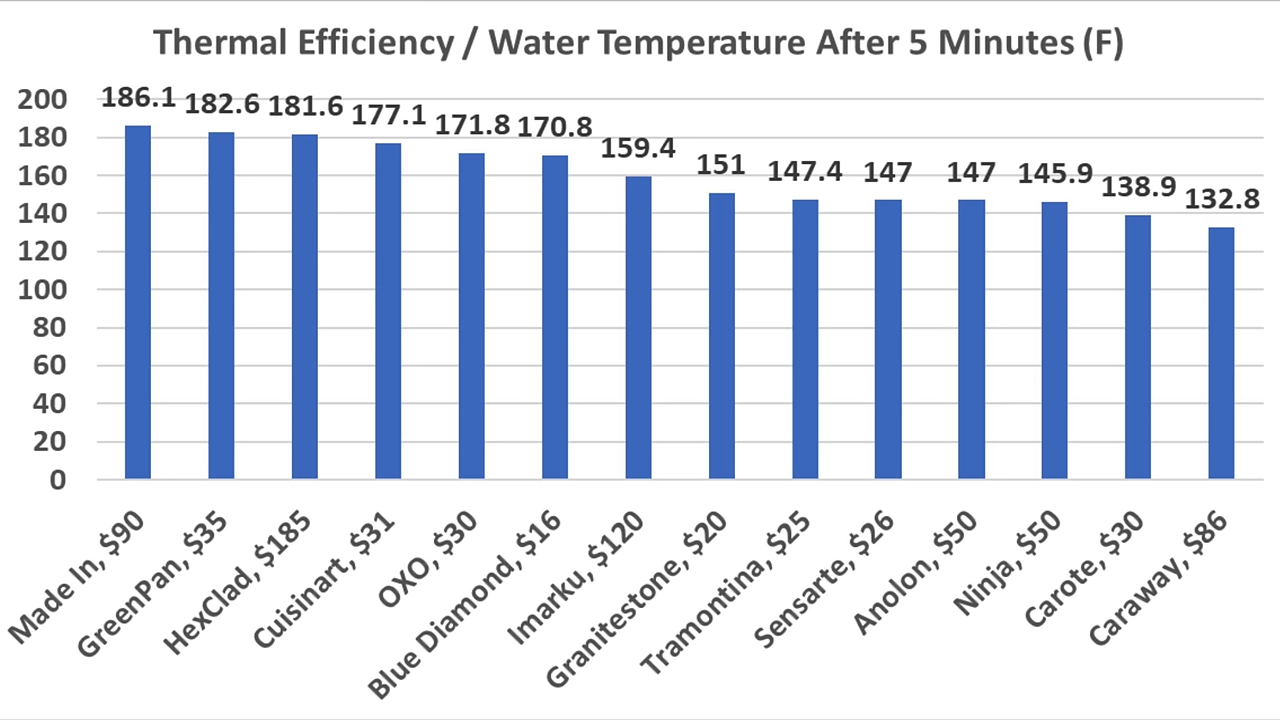 Thermal Efficiency / Water Temperature After 5 Minutes (F)
200
180
160
140
120
100
80
60
40
20
0
186.1
182.6
181.6
177.1
171.8
170.8
159.4
151
147.4
147
147
145.9
138.9
132.8
Made In, $90
GreenPan, $35
HexClad, $185
Cuisinart, $31
OXO, $30
Blue Diamond, $16
Imarku, $120
Granitestone, $20
Tramontina, $25
Sensarte, $26
Anolon, $50
Ninja, $50
Carote, $30
Caraway, $86